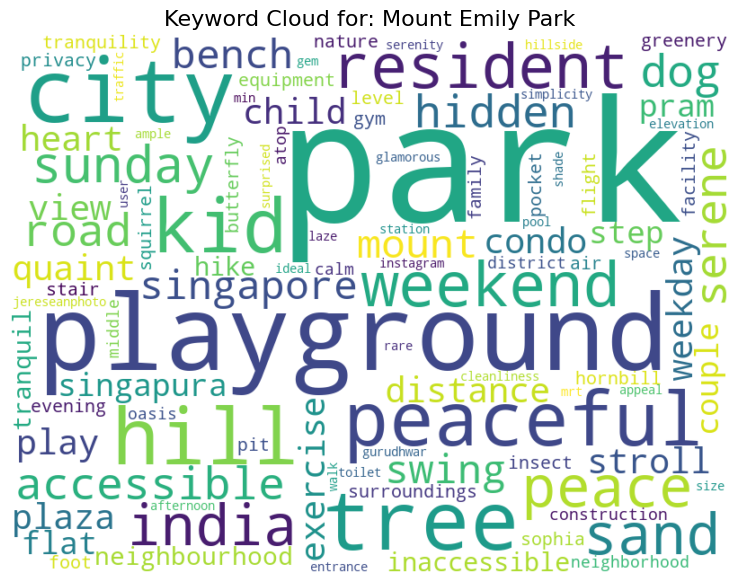 Keyword Cloud for: Mount Emily Park
tranquility
privacy
traffic
bench
gem
nature
serenity
hillside
greenery
city
equipment
resident
dog
min
child
level
gym
hidden
simplicity
pram
elevation
heart
ample
sunday
user
butterfly
surprised
atop
park
glamorous
family
pocket
shade
flight
facility
view
road
squirrel
kid
laze
station
mount
condo
pool
step
space
serene
quaint
hike
ideal
calm
instagram
district
air
stair
singapore
weekend
weekday
jereseanphoto
middle
playground
rare
couple
tranquil
singapura
cleanliness
distance
hornbill
mrt
appeal
evening
oasis
hill
exercise
peaceful
play
pit
gurudhwar
stroll
accessible
toilet
walk
swing
insect
surroundings
peace
size
afternoon
plaza
india
tree
construction
sand
flat
sophia
foot
neighbourhood
entrance
inaccessible
neighborhood